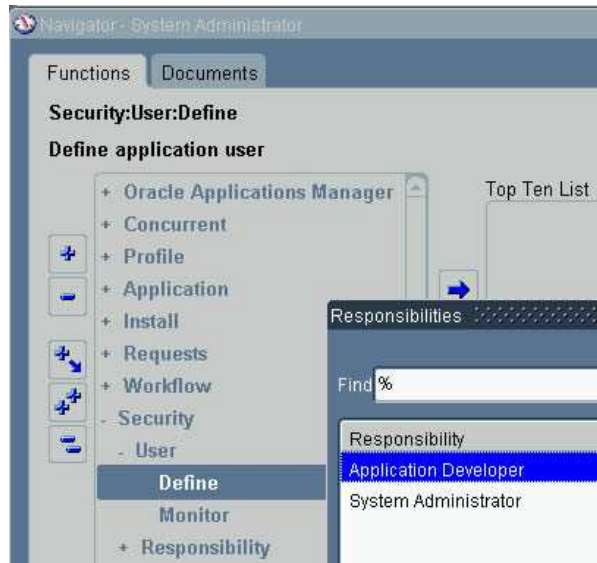 Navigator - System Administrator
Functions Documents
Security:User:Define
Define application user
+ Oracle Applications Manager
+ Concurrent
+ Profile
+ Application
+ Install
+ Requests
+ Workflow
- Security
- User
Define
Monitor
+ Responsibility
Top Ten List
Responsibilities
Find %
Responsibility
Application Developer
System Administrator